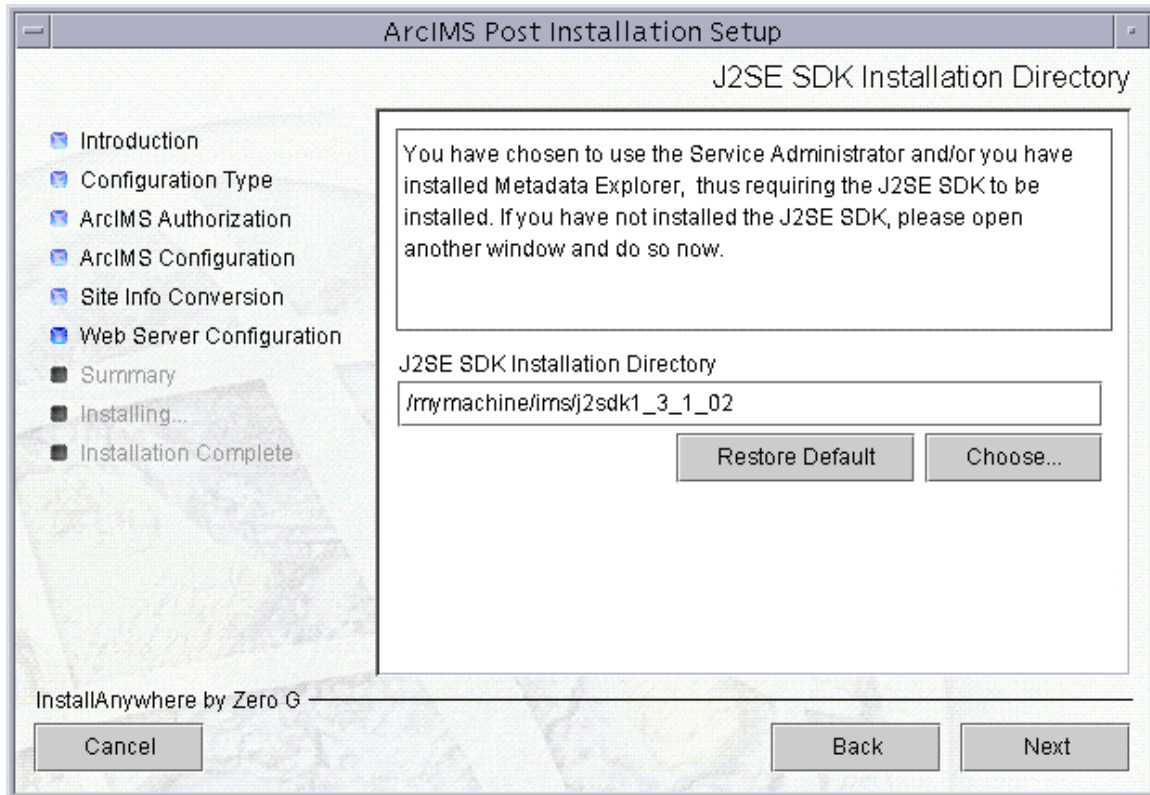 ArcIMS Post Installation Setup
J2SE SDK Installation Directory
Introduction
Configuration Type
ArcIMS Authorization
ArcIMS Configuration
Site Info Conversion
Web Server Configuration
Summary
Installing...
Installation Complete
You have chosen to use the Service Administrator and/or you have
installed Metadata Explorer, thus requiring the J2SE SDK to be
installed. If you have not installed the J2SE SDK, please open
another window and do so now.
J2SE SDK Installation Directory
/mymachine/ims/j2sdk1_3_1_02
Restore Default
Choose...
InstallAnywhere by Zero G
Cancel
Back
Next